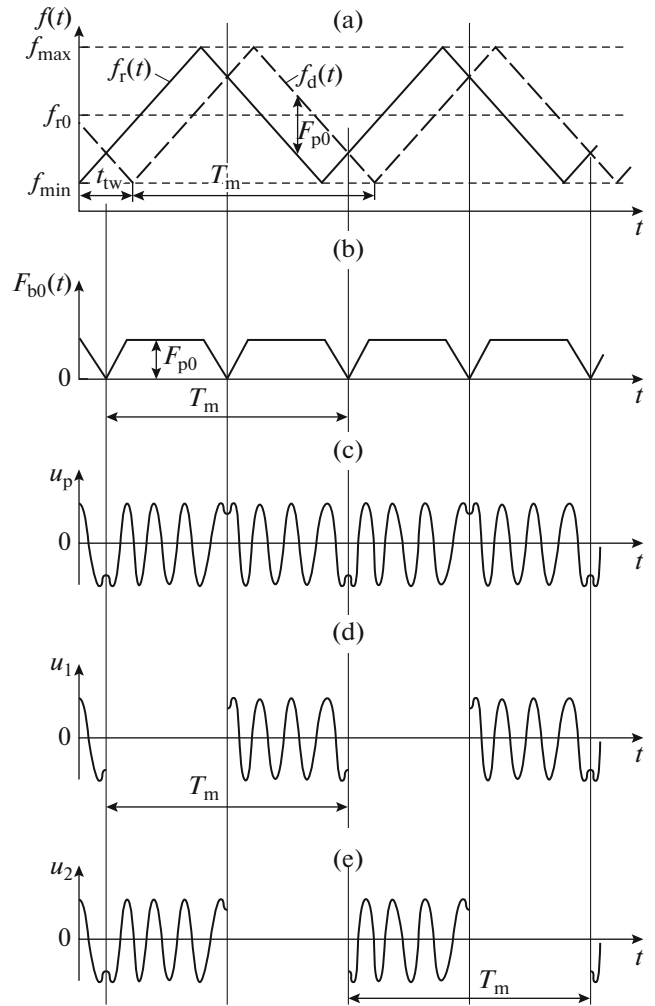 (a)
f(t)
f_max
f_r(t)
f_d(t)
f_r0
F_p0
t_tw
T_m
f_min
t
(b)
F_b0(t)
F_p0
0
T_m
t
(c)
u_p
0
t
(d)
u_1
0
t
T_m
(e)
u_2
0
t
T_m